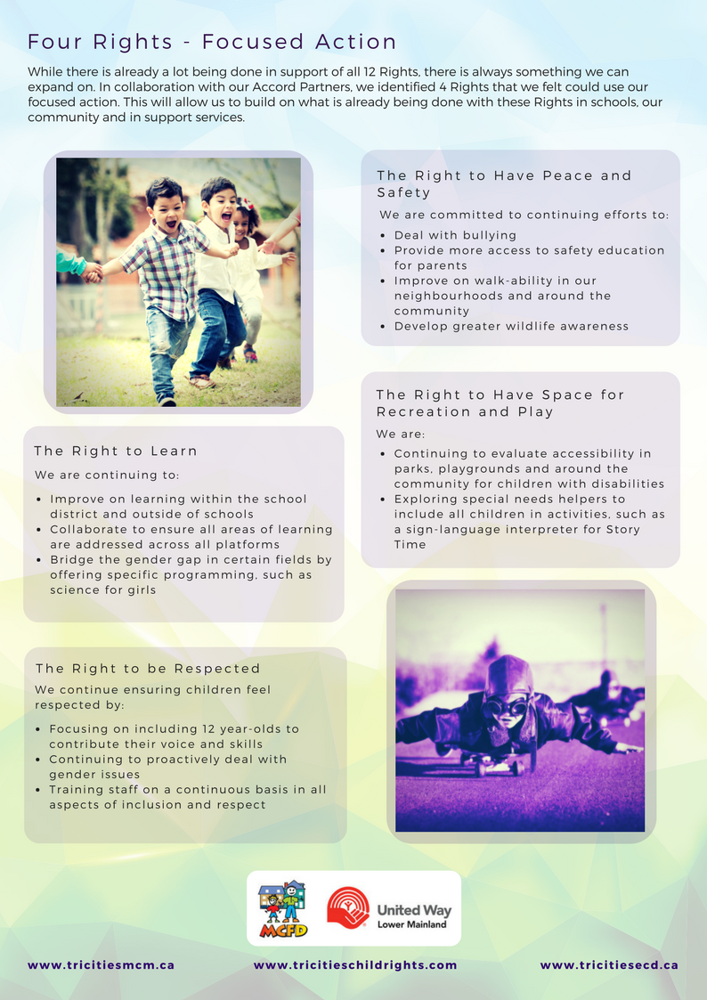 Four Rights - Focused Action
While there is already a lot being done in support of all 12 Rights, there is always something we can
expand on. In collaboration with our Accord Partners, we identified 4 Rights that we felt could use our
focused action. This will allow us to build on what is already being done with these Rights in schools, our
community and in support services.
The Right to Have Peace and
Safety
We are committed to continuing efforts to:
• Deal with bullying
• Provide more access to safety education
for parents
• Improve on walk-ability in our
neighbourhoods and around the
community
• Develop greater wildlife awareness
The Right to Have Space for
Recreation and Play
We are:
• Continuing to evaluate accessibility in
parks, playgrounds and around the
community for children with disabilities
• Exploring special needs helpers to
include all children in activities, such as
a sign-language interpreter for Story
Time
The Right to Learn
We are continuing to:
• Improve on learning within the school
district and outside of schools
• Collaborate to ensure all areas of learning
are addressed across all platforms
• Bridge the gender gap in certain fields by
offering specific programming, such as
science for girls
The Right to be Respected
We continue ensuring children feel
respected by:
• Focusing on including 12 year-olds to
contribute their voice and skills
• Continuing to proactively deal with
gender issues
• Training staff on a continuous basis in all
aspects of inclusion and respect
MCFD
United Way
Lower Mainland
www.tricitiesmcm.ca
www.tricitieschildrights.com
www.tricitiesecd.ca